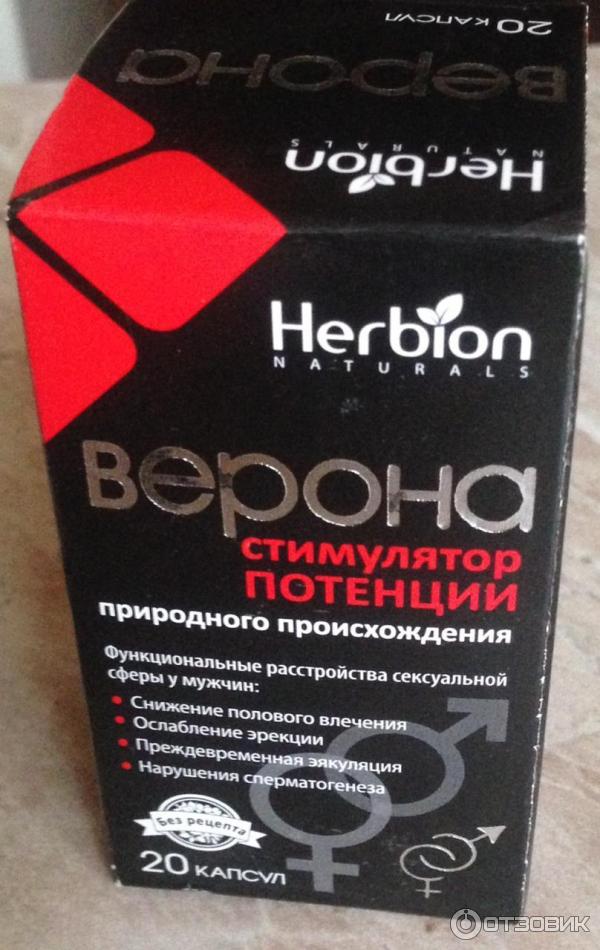 20 КАПСУЛ
Верона
Herbion
NATURALS
Herbion
NATURALS
Верона
стимулятор
ПОТЕНЦИИ
природного происхождения
Функциональные расстройства сексуальной
сферы у мужчин:
• Снижение полового влечения
• Ослабление эрекции
• Преждевременная эякуляция
• Нарушения сперматогенеза
Без рецепта
20 КАПСУЛ
ОТЗОВИК